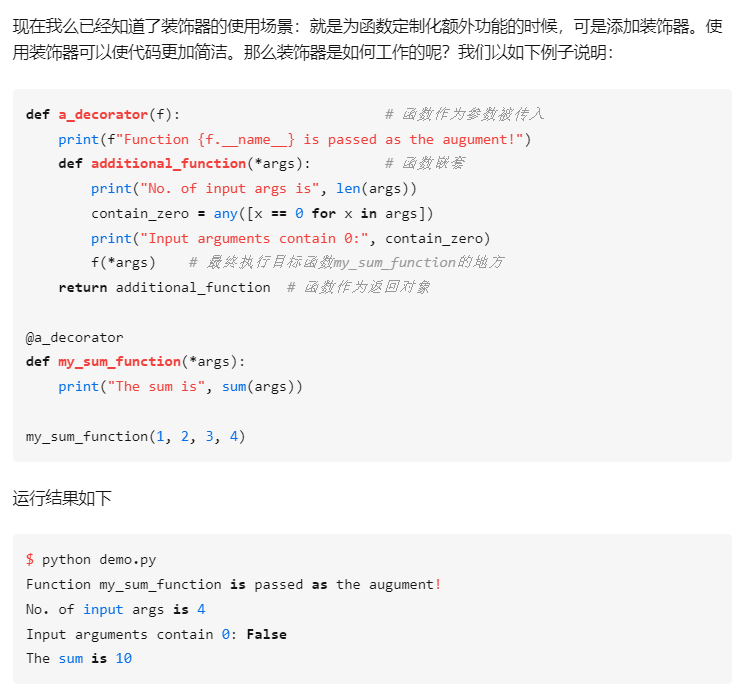 现在我么已经知道了装饰器的使用场景：就是为函数定制化额外功能的时候，可是添加装饰器。使
用装饰器可以使代码更加简洁。那么装饰器是如何工作的呢？我们以如下例子说明：
def a_decorator(f):                         # 函数作为参数被传入
    print(f"Function {f.__name__} is passed as the augument!")
    def additional_function(*args):         # 函数嵌套
        print("No. of input args is", len(args))
        contain_zero = any([x == 0 for x in args])
        print("Input arguments contain 0:", contain_zero)
        f(*args)    # 最终执行目标函数my_sum_function的地方
    return additional_function  # 函数作为返回对象
@a_decorator
def my_sum_function(*args):
    print("The sum is", sum(args))
my_sum_function(1, 2, 3, 4)
运行结果如下
$ python demo.py
Function my_sum_function is passed as the augument!
No. of input args is 4
Input arguments contain 0: False
The sum is 10